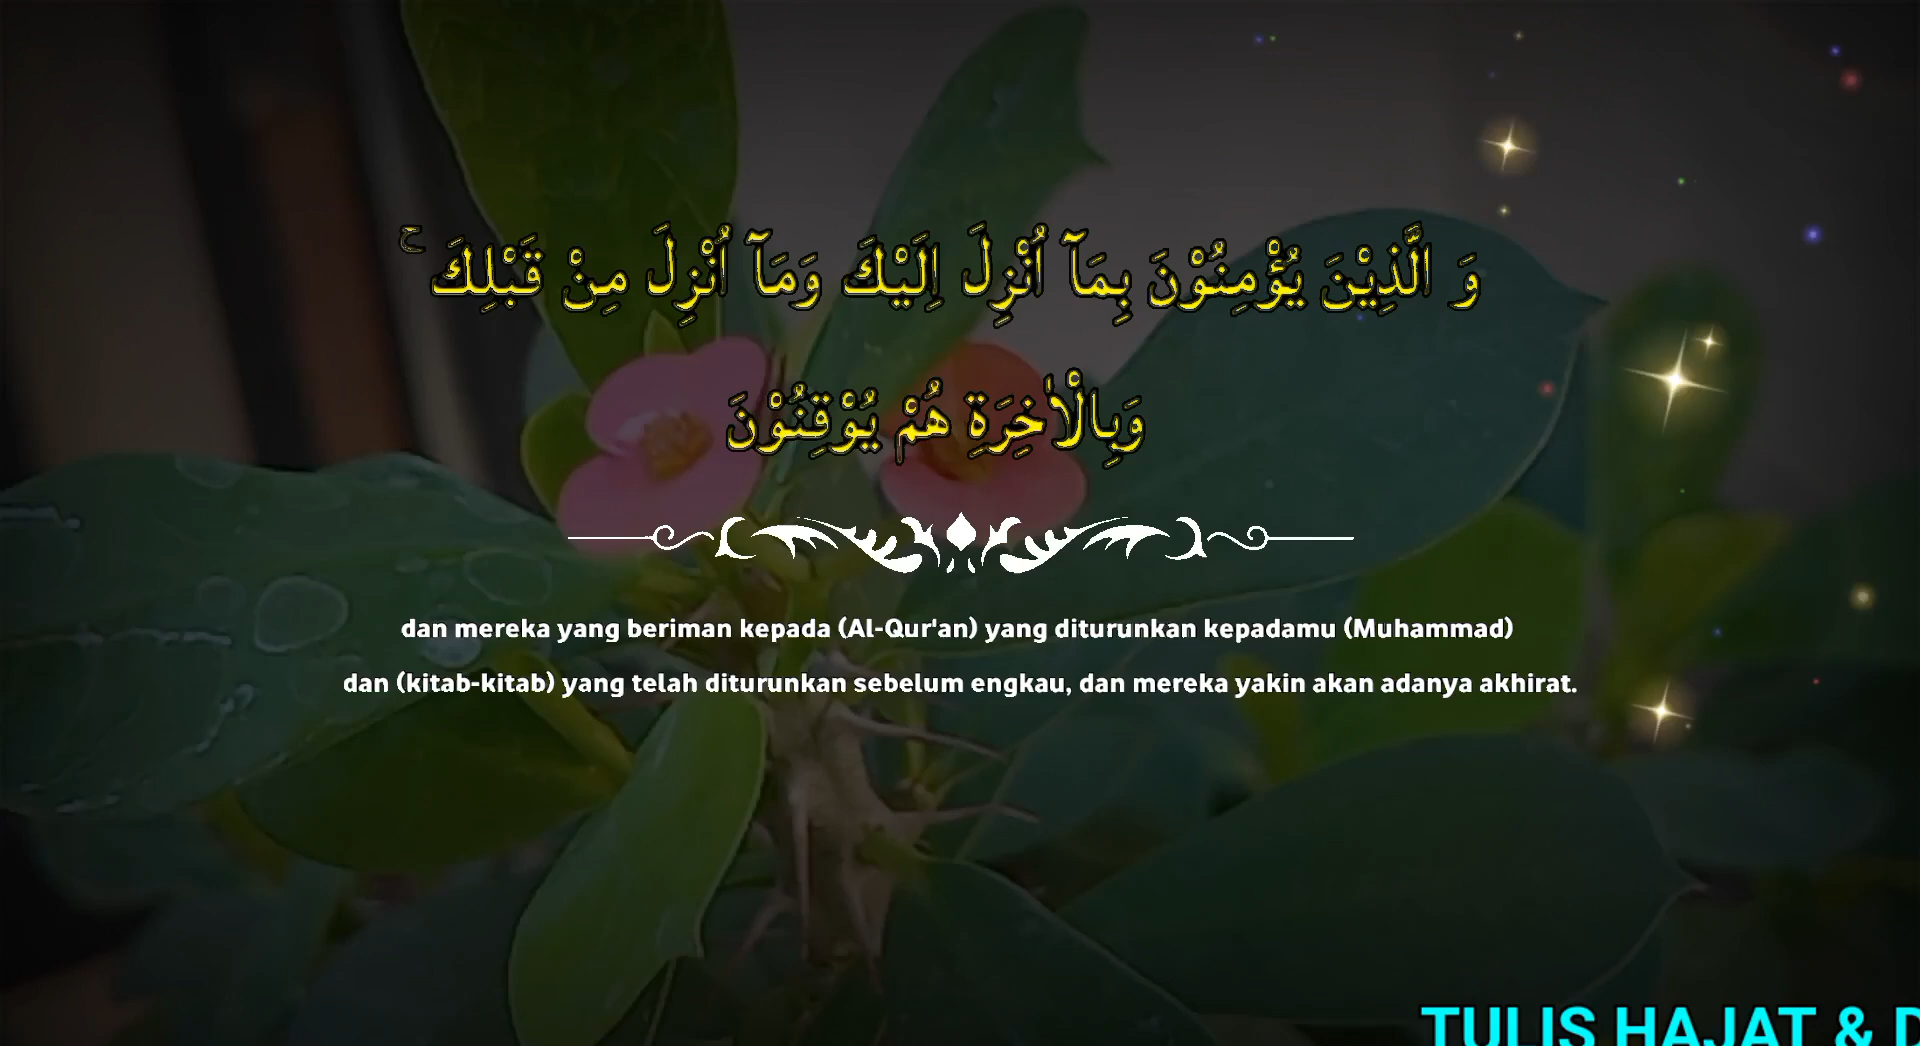 وَ الَّذِيْنَ يُؤْمِنُوْنَ بِمَآ اُنْزِلَ اِلَيْكَ وَمَآ اُنْزِلَ مِنْ قَبْلِكَ ۚ
وَبِالْاٰخِرَةِ هُمْ يُوْقِنُوْنَ
dan mereka yang beriman kepada (Al-Qur'an) yang diturunkan kepadamu (Muhammad)
dan (kitab-kitab) yang telah diturunkan sebelum engkau, dan mereka yakin akan adanya akhirat.
TULIS HAJAT &